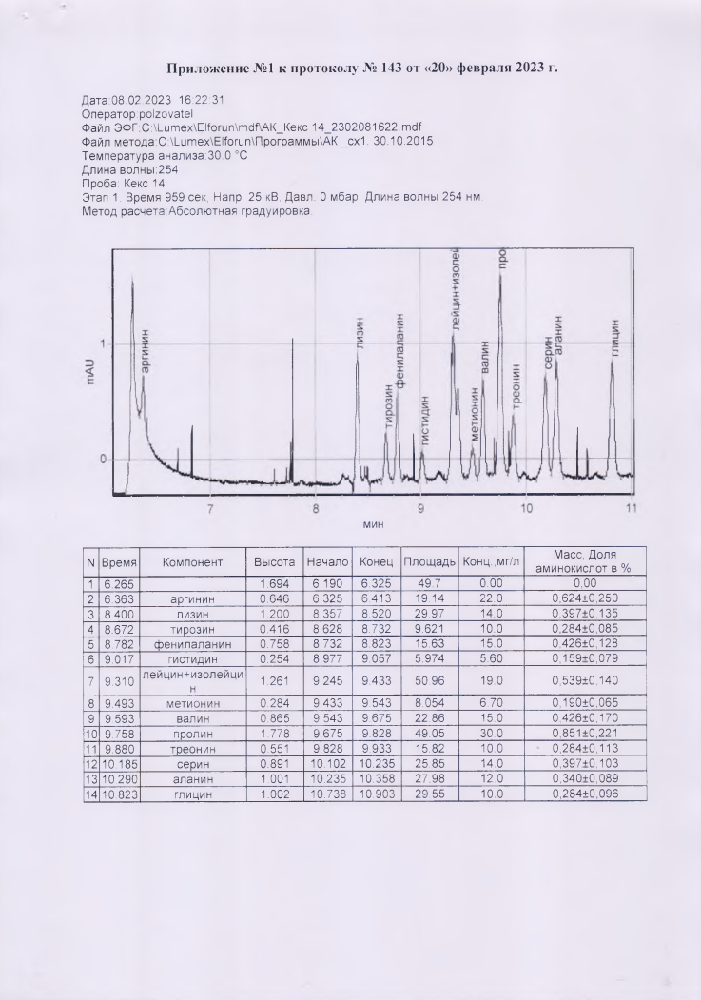 Приложение №1 к протоколу № 143 от «20» февраля 2023 г.
Дата:08.02.2023 16:22:31
Оператор:polzovatel
Файл ЭФГ:C:\Lumex\Elforun\mdf\АК_Кекс 14_2302081622.mdf
Файл метода:C:\Lumex\Elforun\Программы\АК _cx1. 30.10.2015
Температура анализа:30.0 °С
Длина волны:254
Проба: Кекс 14
Этап 1. Время 959 сек, Напр. 25 кВ, Давл. 0 мбар, Длина волны 254 нм.
Метод расчета:Абсолютная градуировка.
mAU
1
0
аргинин
лизин
тирозин
фенилаланин
гистидин
лейцин+изолей
метионин
валин
про
треонин
серин
аланин
глицин
7 8 9 10 11
мин
N Время Компонент Высота Начало Конец Площадь Конц.,мг/л Масс, Доля аминокислот в %,
1 6.265 1.694 6.190 6.325 49.7 0.00 0,00
2 6.363 аргинин 0.646 6.325 6.413 19.14 22.0 0,624±0,250
3 8.400 лизин 1.200 8.357 8.520 29.97 14.0 0,397±0,135
4 8.672 тирозин 0.416 8.628 8.732 9.621 10.0 0,284±0,085
5 8.782 фенилаланин 0.758 8.732 8.823 15.63 15.0 0,426±0,128
6 9.017 гистидин 0.254 8.977 9.057 5.974 5.60 0,159±0,079
7 9.310 лейцин+изолейци
н 1.261 9.245 9.433 50.96 19.0 0,539±0,140
8 9.493 метионин 0.284 9.433 9.543 8.054 6.70 0,190±0,065
9 9.593 валин 0.865 9.543 9.675 22.86 15.0 0,426±0,170
10 9.758 пролин 1.778 9.675 9.828 49.05 30.0 0,851±0,221
11 9.880 треонин 0.551 9.828 9.933 15.82 10.0 0,284±0,113
12 10.185 серин 0.891 10.102 10.235 25.85 14.0 0,397±0,103
13 10.290 аланин 1.001 10.235 10.358 27.98 12.0 0,340±0,089
14 10.823 глицин 1.002 10.738 10.903 29.55 10.0 0,284±0,096